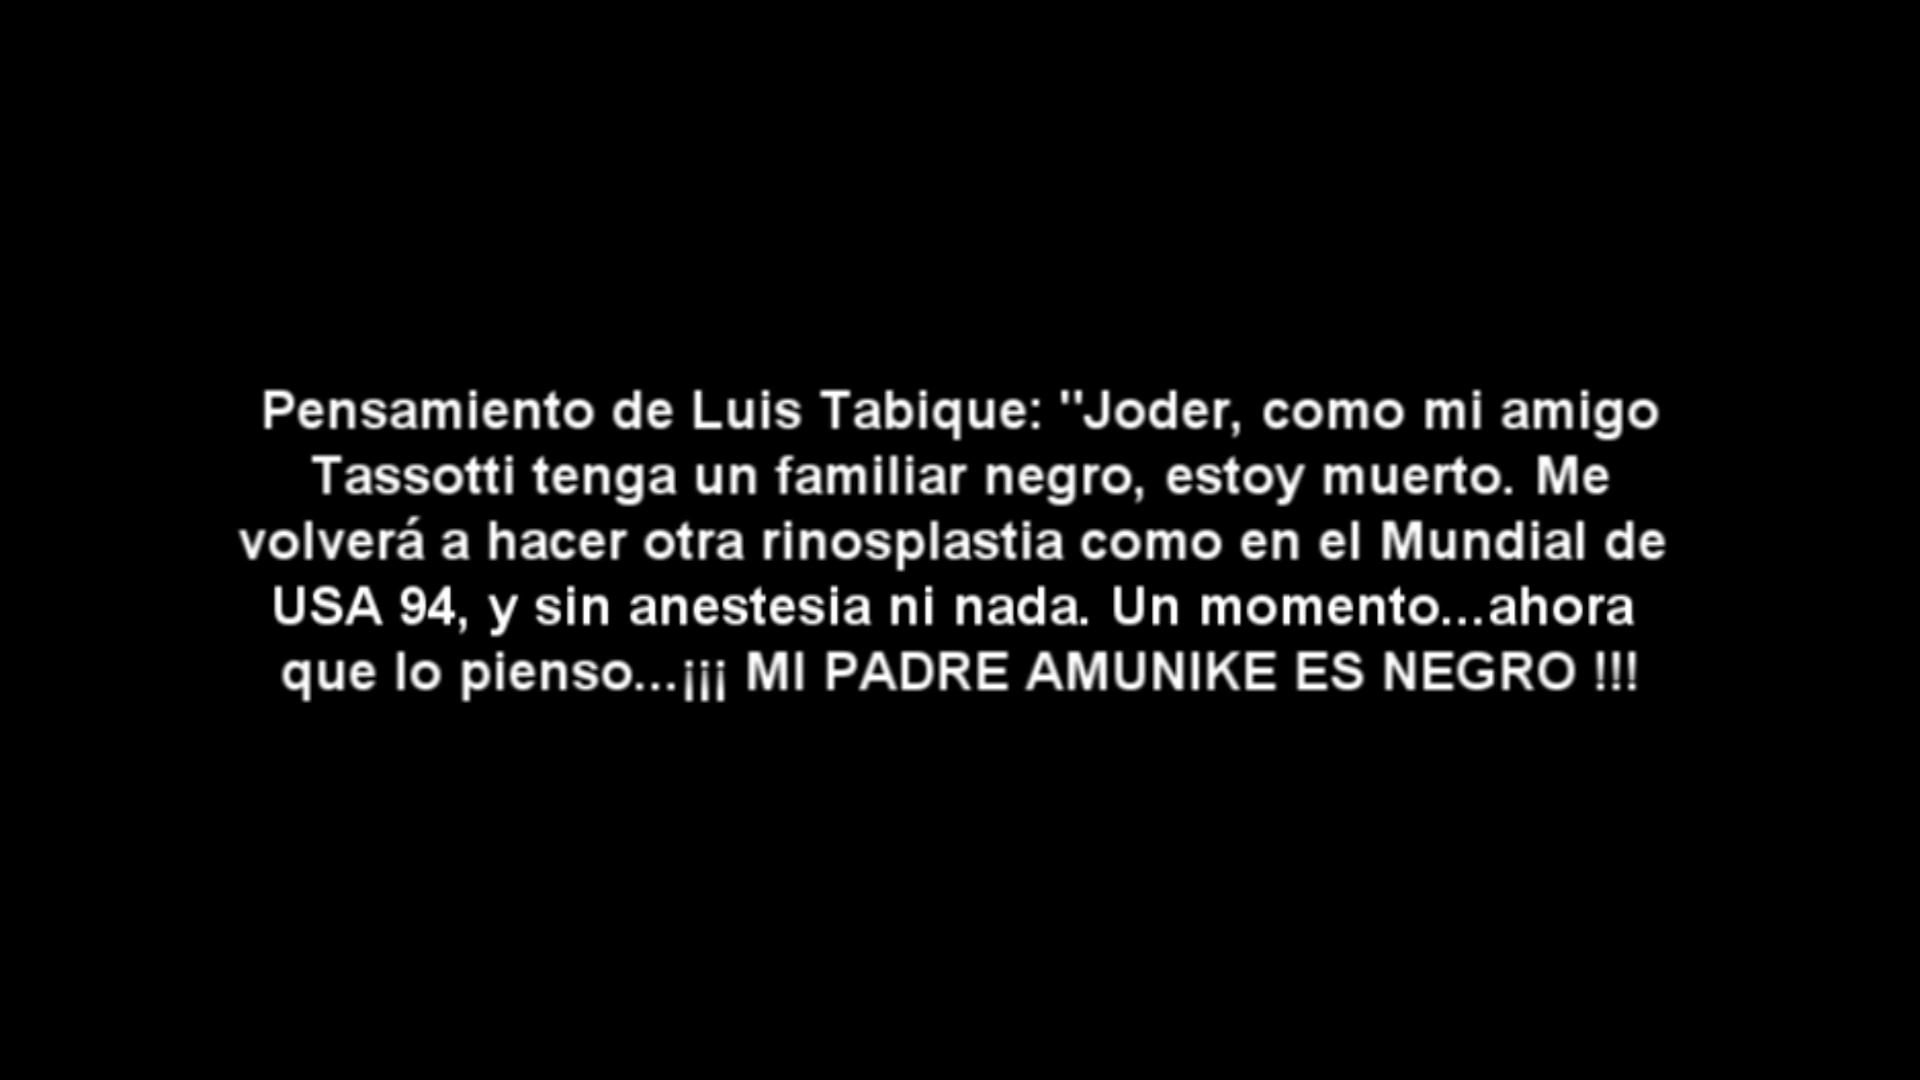 Pensamiento de Luis Tabique: "Joder, como mi amigo
Tassotti tenga un familiar negro, estoy muerto. Me
volverá a hacer otra rinosplastia como en el Mundial de
USA 94, y sin anestesia ni nada. Un momento...ahora
que lo pienso...¡¡¡ MI PADRE AMUNIKE ES NEGRO !!!